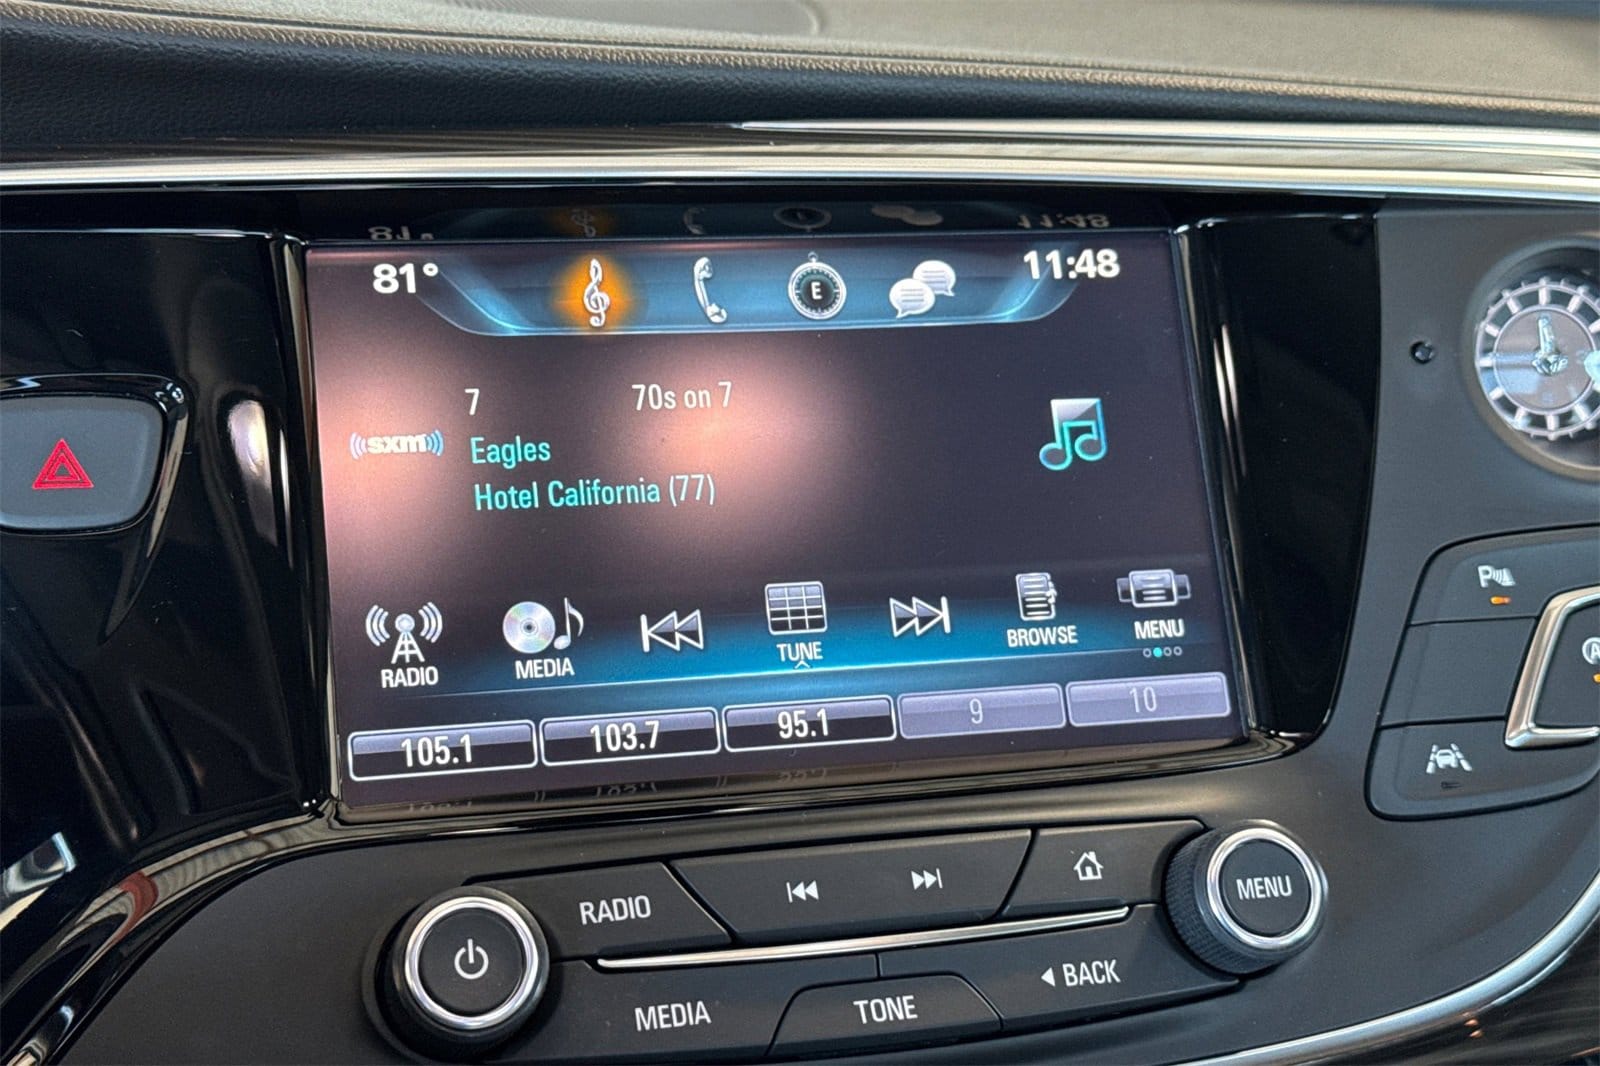 81° 11:48
E
7 70s on 7
sxm
Eagles
Hotel California (77)
RADIO MEDIA TUNE BROWSE MENU
105.1 103.7 95.1 9 10
RADIO
MENU
BACK
MEDIA TONE
P
A